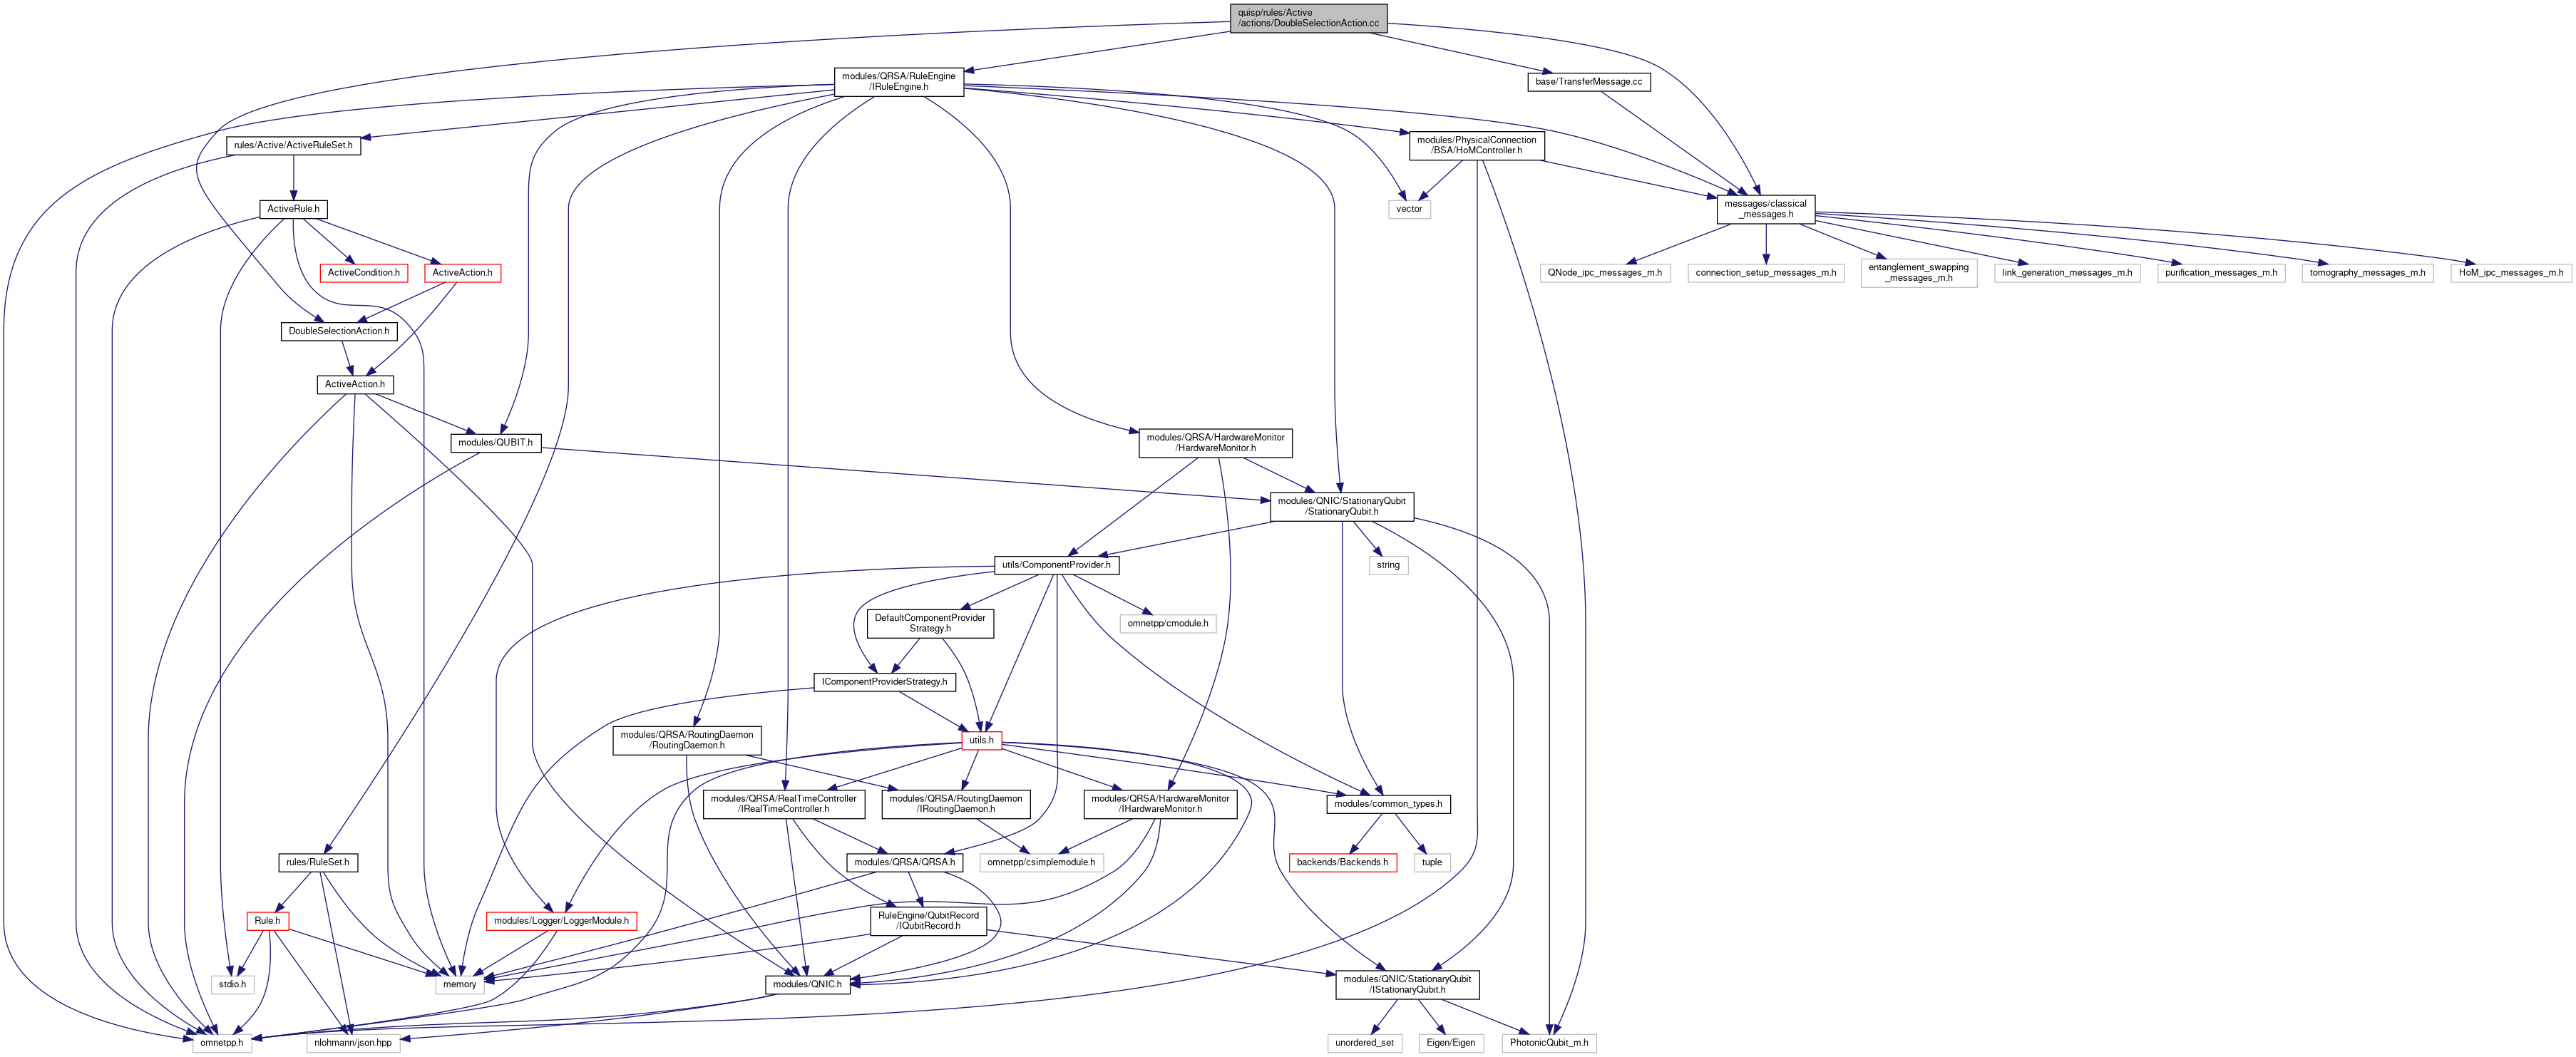 quisp/rules/Active
/actions/DoubleSelectionAction.cc
modules/QRSA/RuleEngine
/IRuleEngine.h
base/TransferMessage.cc
rules/Active/ActiveRuleSet.h
modules/PhysicalConnection
/BSA/HoMController.h
ActiveRule.h
vector
messages/classical
_messages.h
ActiveCondition.h
ActiveAction.h
QNode_ipc_messages_m.h
connection_setup_messages_m.h
entanglement_swapping
_messages_m.h
link_generation_messages_m.h
purification_messages_m.h
tomography_messages_m.h
HoM_ipc_messages_m.h
DoubleSelectionAction.h
ActiveAction.h
modules/QUBIT.h
modules/QRSA/HardwareMonitor
/HardwareMonitor.h
modules/QNIC/StationaryQubit
/StationaryQubit.h
utils/ComponentProvider.h
string
DefaultComponentProvider
Strategy.h
omnetpp/cmodule.h
IComponentProviderStrategy.h
modules/QRSA/RoutingDaemon
/RoutingDaemon.h
utils.h
modules/QRSA/RealTimeController
/IRealTimeController.h
modules/QRSA/RoutingDaemon
/IRoutingDaemon.h
modules/QRSA/HardwareMonitor
/IHardwareMonitor.h
modules/common_types.h
rules/RuleSet.h
modules/QRSA/QRSA.h
omnetpp/csimplemodule.h
backends/Backends.h
tuple
Rule.h
modules/Logger/LoggerModule.h
RuleEngine/QubitRecord
/IQubitRecord.h
stdio.h
memory
modules/QNIC.h
modules/QNIC/StationaryQubit
/IStationaryQubit.h
omnetpp.h
nlohmann/json.hpp
unordered_set
Eigen/Eigen
PhotonicQubit_m.h